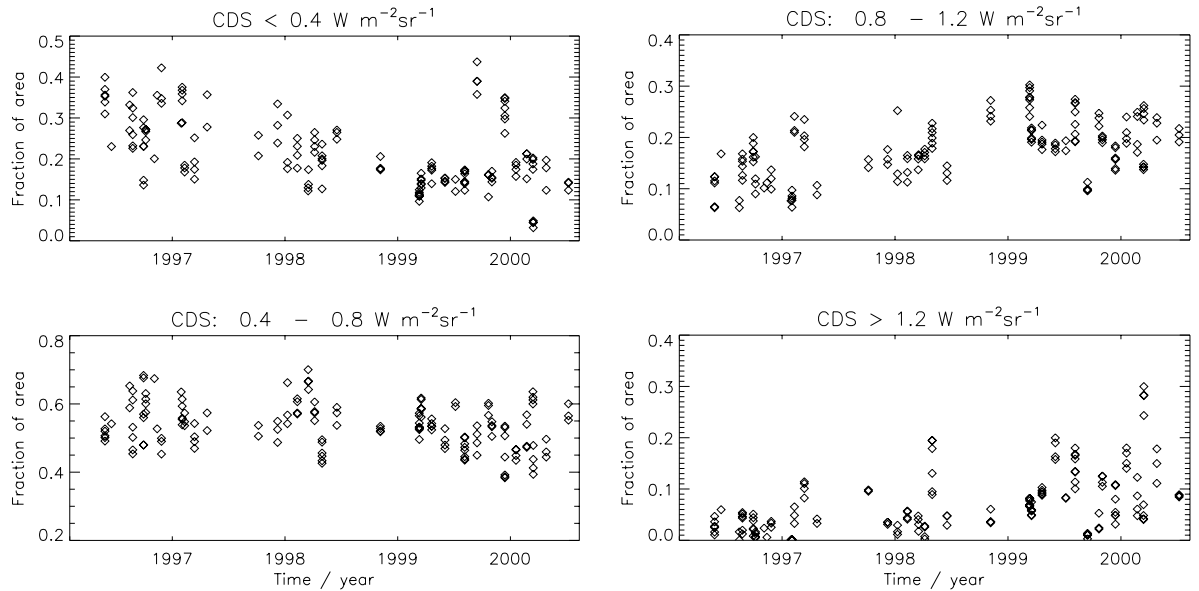 CDS < 0.4 W m⁻²sr⁻¹
Fraction of area
0.5
0.4
0.3
0.2
0.1
0.0
1997 1998 1999 2000
CDS: 0.8 – 1.2 W m⁻²sr⁻¹
Fraction of area
0.4
0.3
0.2
0.1
0.0
1997 1998 1999 2000
CDS: 0.4 – 0.8 W m⁻²sr⁻¹
Fraction of area
0.8
0.6
0.4
0.2
1997 1998 1999 2000
Time / year
CDS > 1.2 W m⁻²sr⁻¹
Fraction of area
0.4
0.3
0.2
0.1
0.0
1997 1998 1999 2000
Time / year